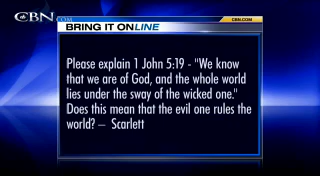 CBN.COM
CBN.COM
BRING IT ONLINE
Please explain 1 John 5:19 - "We know
that we are of God, and the whole world
lies under the sway of the wicked one."
Does this mean that the evil one rules the
world? – Scarlett